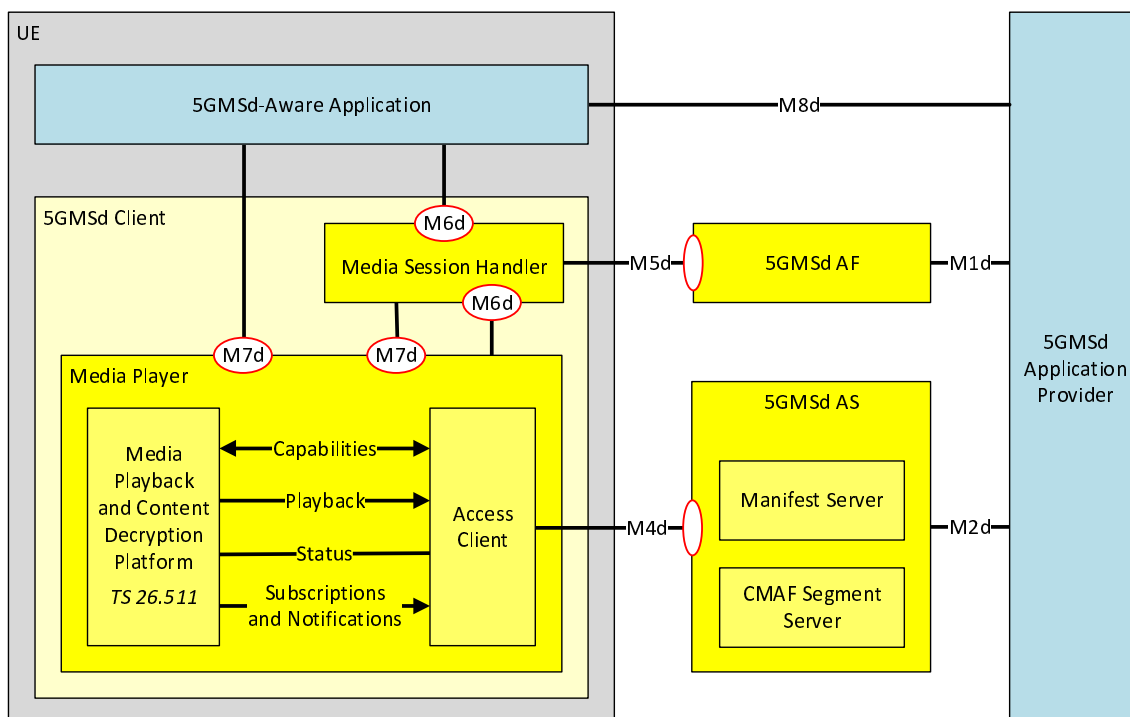 UE
5GMSd-Aware Application
M8d
5GMSd Client
M6d
Media Session Handler
M5d
5GMSd AF
M1d
M6d
M7d
M7d
Media Player
Media
Playback
and Content
Decryption
Platform
TS 26.511
Capabilities
Playback
Status
Subscriptions
and Notifications
Access
Client
M4d
5GMSd AS
Manifest Server
CMAF Segment
Server
M2d
5GMSd
Application
Provider